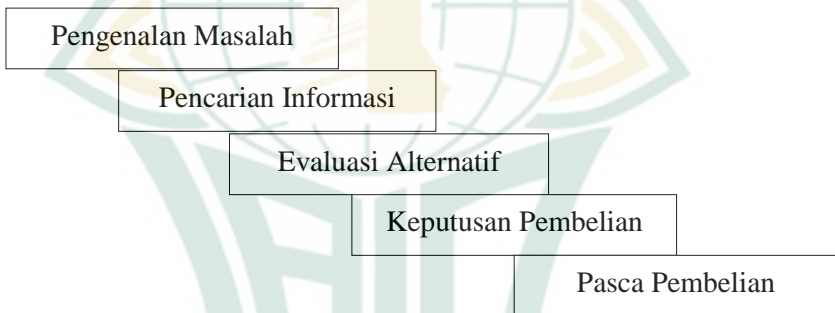 Pengenalan Masalah
Pencarian Informasi
Evaluasi Alternatif
Keputusan Pembelian
Pasca Pembelian